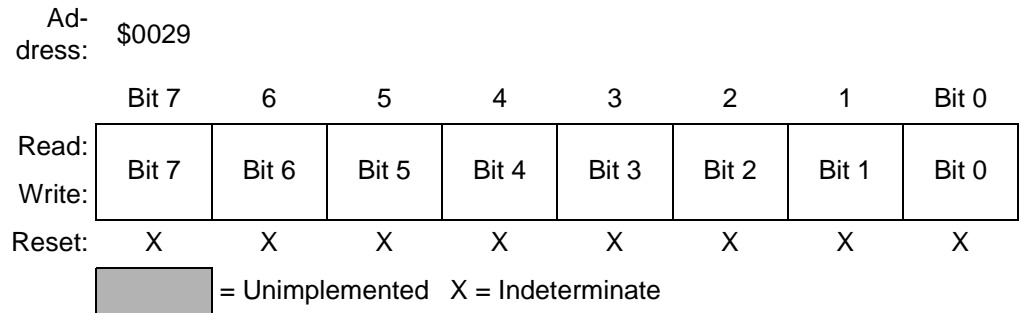 Ad-
dress: $0029
Bit 7 6 5 4 3 2 1 Bit 0
Read:
Bit 7 Bit 6 Bit 5 Bit 4 Bit 3 Bit 2 Bit 1 Bit 0
Write:
Reset: X X X X X X X X
= Unimplemented X = Indeterminate